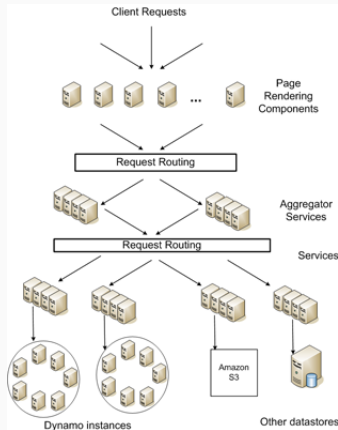 Client Requests
...
Page
Rendering
Components
Request Routing
Aggregator
Services
Request Routing
Services
Amazon
S3
Dynamo instances
Other datastores